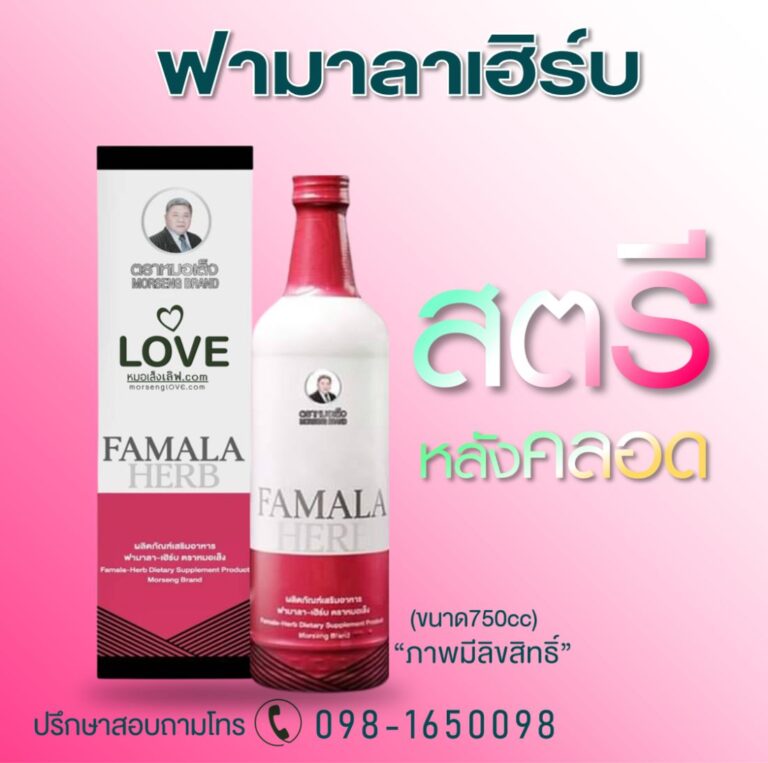 ฟามาลาเฮิร์บ
ตราหมอเส็ง
MORSENG BRAND
LOVE
หมอเส็งเลิฟ.com
morsenglove.com
FAMALA
HERB
ผลิตภัณฑ์เสริมอาหาร
ฟามาลา-เฮิร์บ ตราหมอเส็ง
Famala-Herb Dietary Supplement Product
Morseng Brand
ตราหมอเส็ง
MORSENG BRAND
FAMALA
HERB
ผลิตภัณฑ์เสริมอาหาร
ฟามาลา-เฮิร์บ ตราหมอเส็ง
Famala-Herb Dietary Supplement Product
Morseng Brand
สตรี
หลังคลอด
(ขนาด750cc)
“ภาพมีลิขสิทธิ์”
ปรึกษาสอบถามโทร 098-1650098